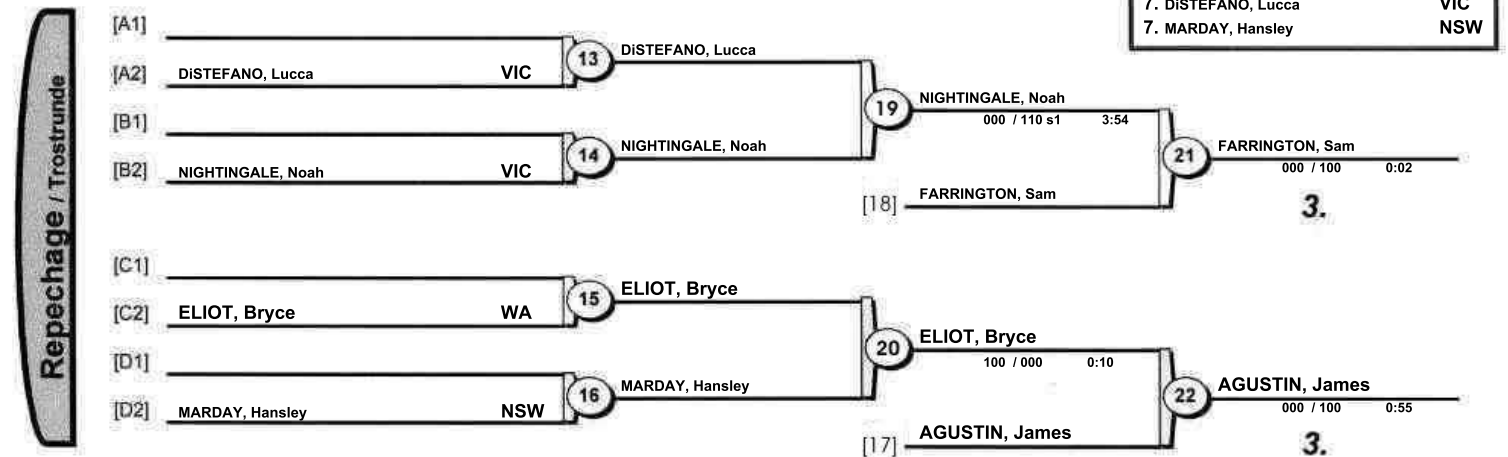 7. DiSTEFANO, Lucca VIC
7. MARDAY, Hansley NSW
Repechage / Trostrunde
[A1]
[A2] DiSTEFANO, Lucca VIC
13 DiSTEFANO, Lucca
[B1]
[B2] NIGHTINGALE, Noah VIC
14 NIGHTINGALE, Noah
19 NIGHTINGALE, Noah
000 / 110 s1 3:54
[18] FARRINGTON, Sam
21 FARRINGTON, Sam
000 / 100 0:02
3.
[C1]
[C2] ELIOT, Bryce WA
15 ELIOT, Bryce
[D1]
[D2] MARDAY, Hansley NSW
16 MARDAY, Hansley
20 ELIOT, Bryce
100 / 000 0:10
[17] AGUSTIN, James
22 AGUSTIN, James
000 / 100 0:55
3.